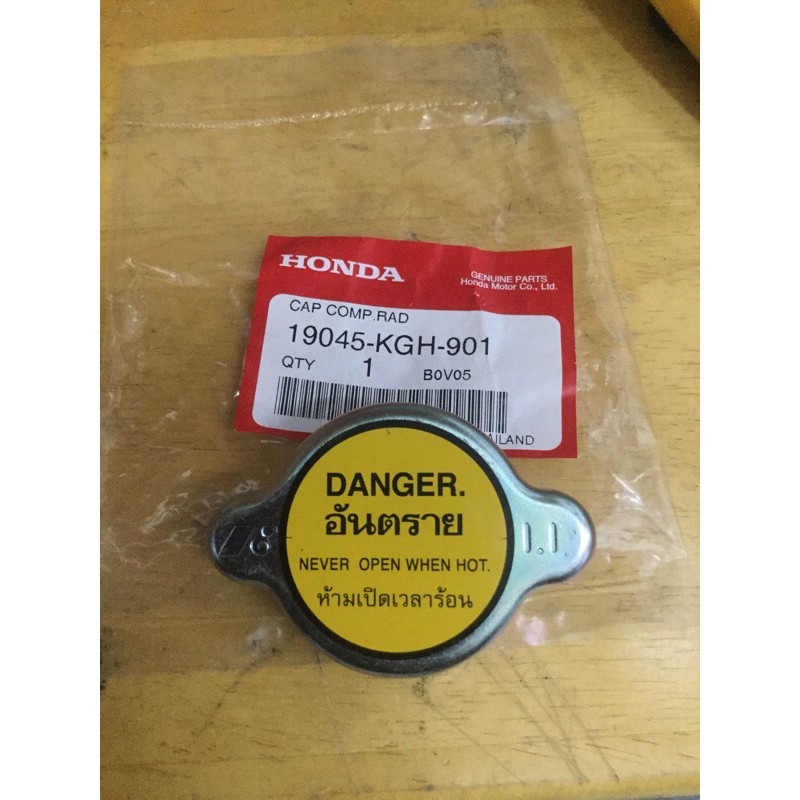 HONDA
GENUINE PARTS
Honda Motor Co., Ltd.
CAP COMP.RAD
19045-KGH-901
QTY 1 B0V05
AILAND
DANGER.
อันตราย
NEVER OPEN WHEN HOT.
ห้ามเปิดเวลาร้อน
1.1